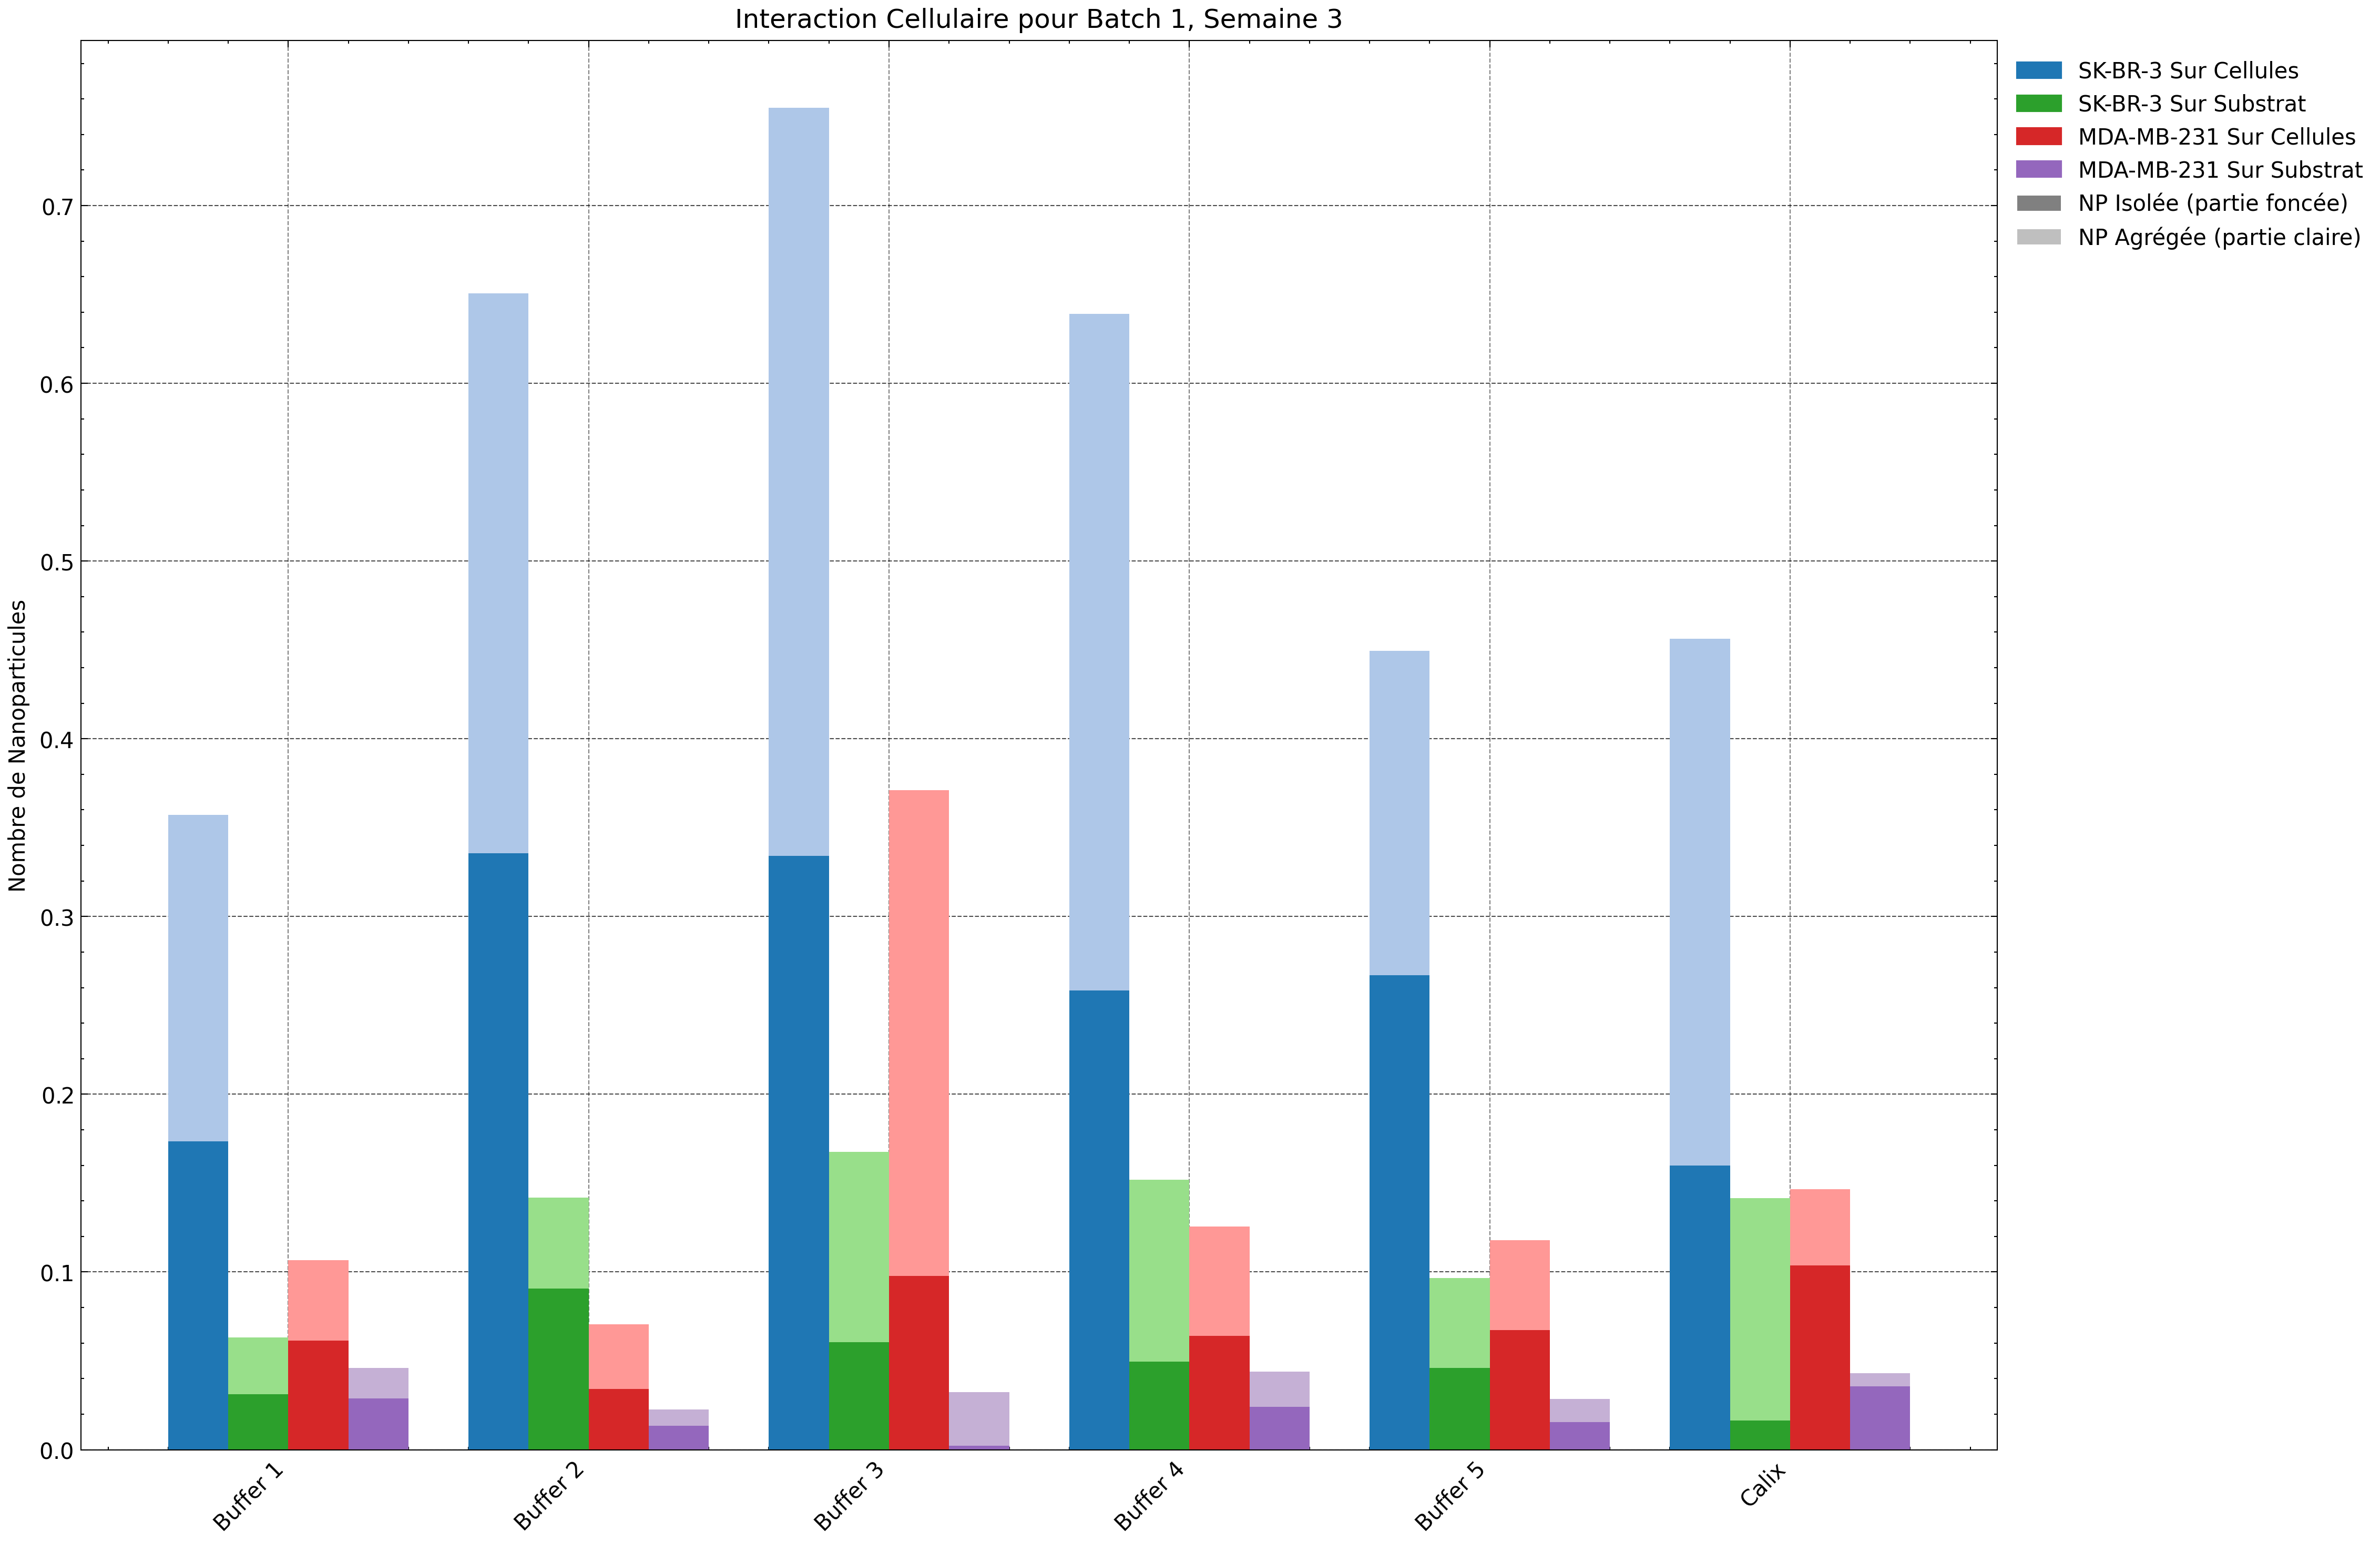 Interaction Cellulaire pour Batch 1, Semaine 3
SK-BR-3 Sur Cellules
SK-BR-3 Sur Substrat
MDA-MB-231 Sur Cellules
MDA-MB-231 Sur Substrat
NP Isolée (partie foncée)
NP Agrégée (partie claire)
Nombre de Nanoparticules
0.7
0.6
0.5
0.4
0.3
0.2
0.1
0.0
Buffer 1
Buffer 2
Buffer 3
Buffer 4
Buffer 5
Calix